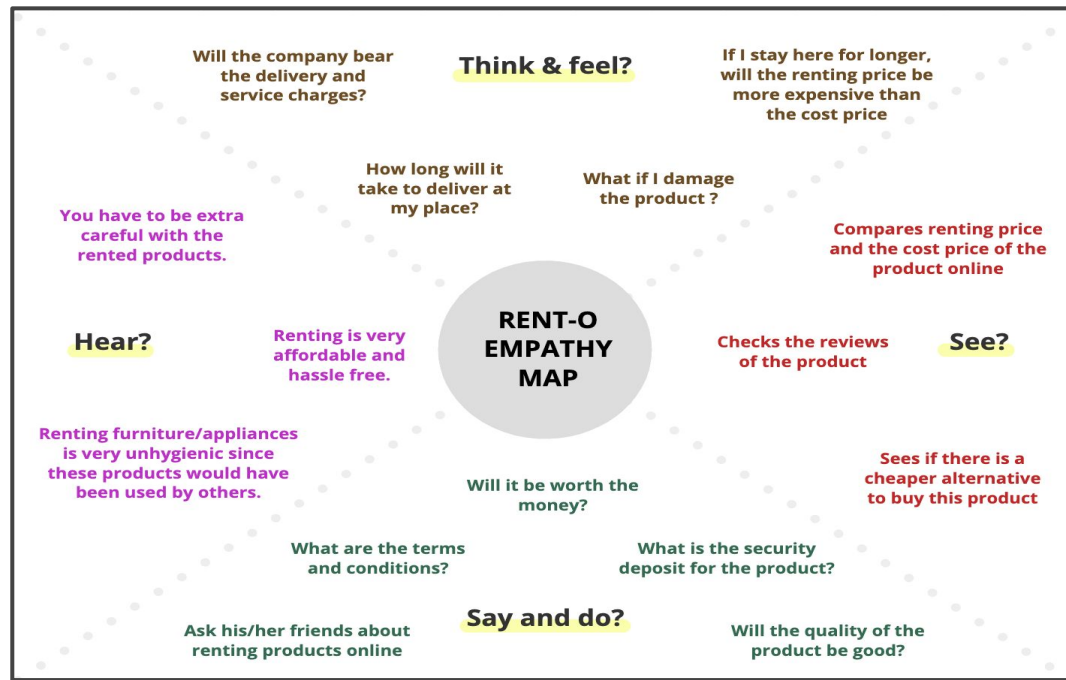 Will the company bear
the delivery and
service charges?
Think & feel?
If I stay here for longer,
will the renting price be
more expensive than
the cost price
How long will it
take to deliver at
my place?
What if I damage
the product ?
You have to be extra
careful with the
rented products.
Compares renting price
and the cost price of the
product online
Hear?
Renting is very
affordable and
hassle free.
RENT-O
EMPATHY
MAP
Checks the reviews
of the product
See?
Renting furniture/appliances
is very unhygienic since
these products would have
been used by others.
Sees if there is a
cheaper alternative
to buy this product
Will it be worth the
money?
What are the terms
and conditions?
What is the security
deposit for the product?
Say and do?
Ask his/her friends about
renting products online
Will the quality of the
product be good?